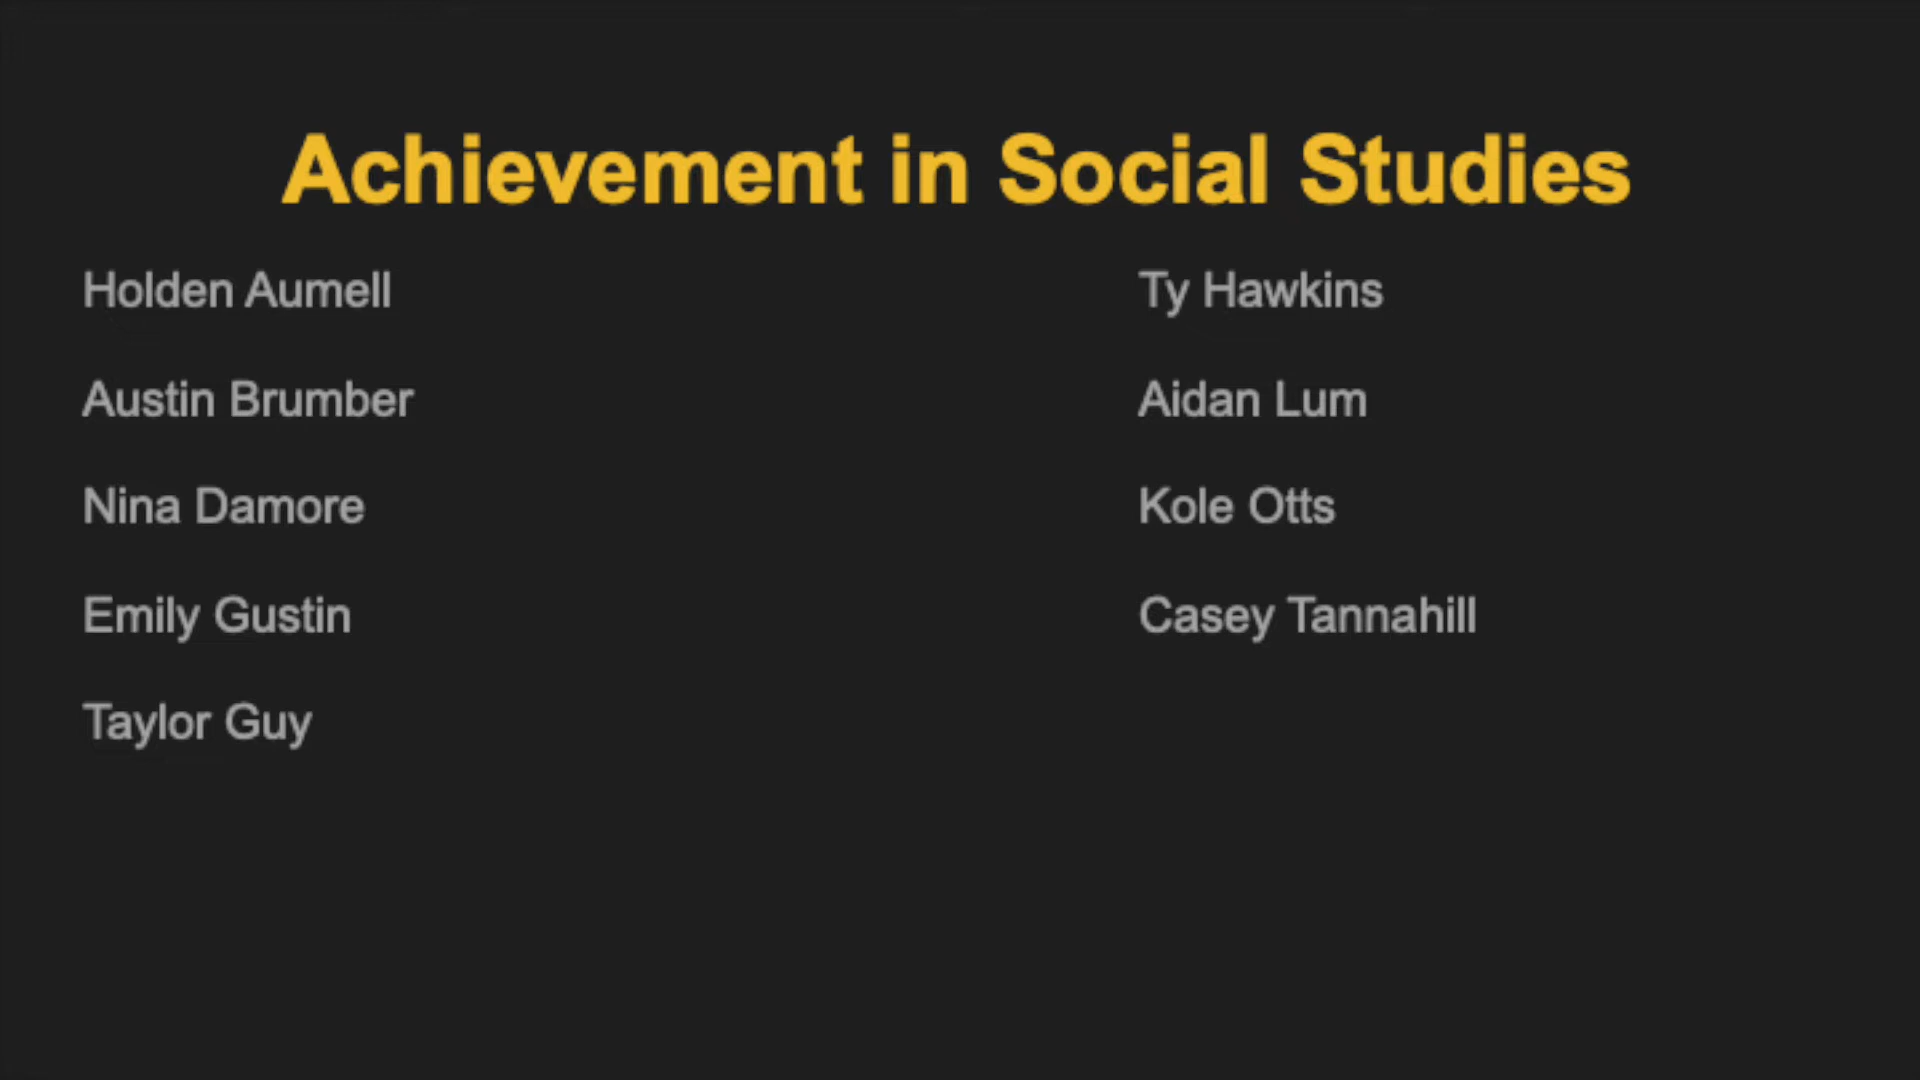 Achievement in Social Studies
Holden Aumell
Austin Brumber
Nina Damore
Emily Gustin
Taylor Guy
Ty Hawkins
Aidan Lum
Kole Otts
Casey Tannahill